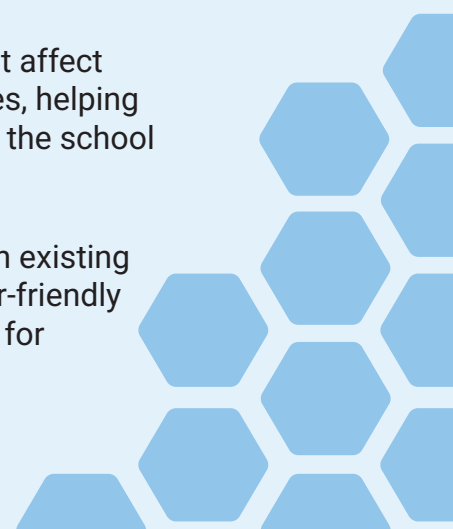 t affect
es, helping
the school
n existing
r-friendly
for